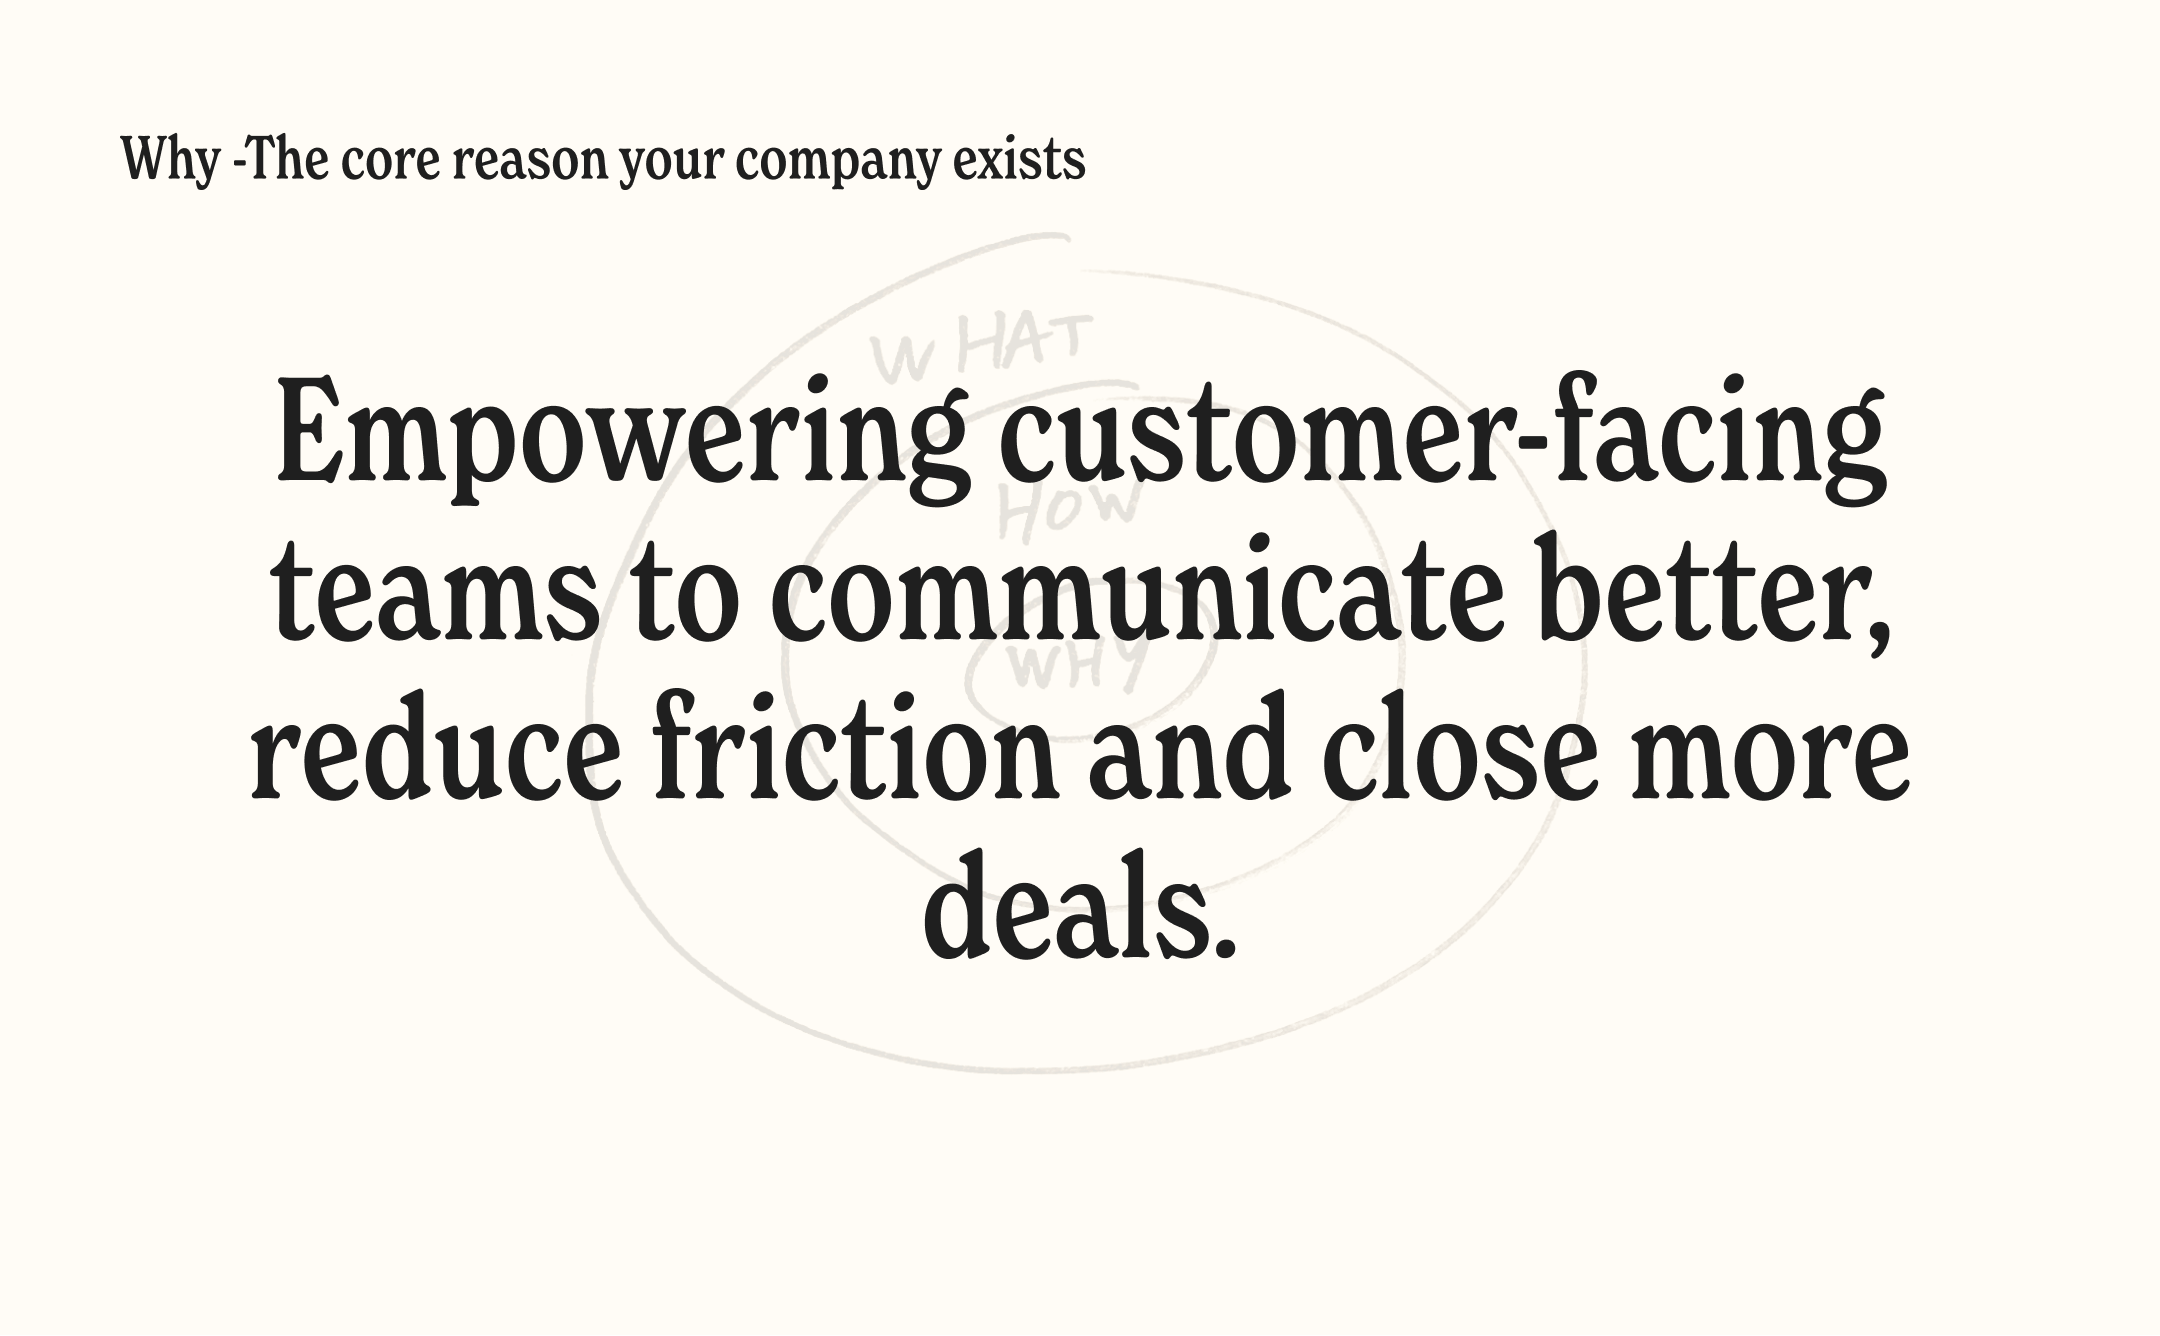 Why -The core reason your company exists
WHAT
Empowering customer-facing
HOW
teams to communicate better,
WHY
reduce friction and close more
deals.